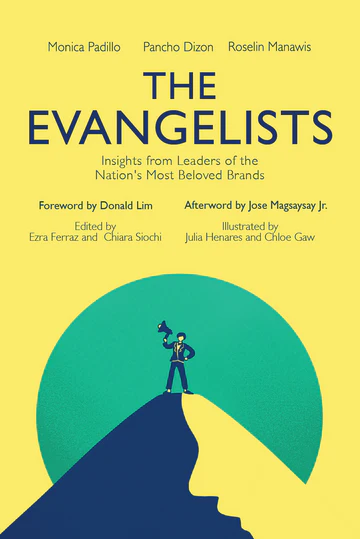 Monica Padillo Pancho Dizon Roselin Manawis
THE
EVANGELISTS
Insights from Leaders of the
Nation's Most Beloved Brands
Foreword by Donald Lim
Afterword by Jose Magsaysay Jr.
Edited by
Ezra Ferraz and Chiara Siochi
Illustrated by
Julia Henares and Chloe Gaw